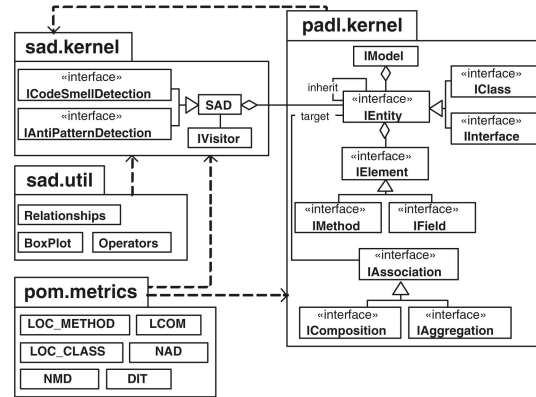 padl.kernel
sad.kernel
«interface»
ICodeSmellDetection
«interface»
IAntiPatternDetection
SAD
IVisitor
IModel
inherit
«interface»
IEntity
target
«interface»
IClass
«interface»
IInterface
«interface»
IElement
«interface»
IMethod
«interface»
IField
«interface»
IAssociation
«interface»
IComposition
«interface»
IAggregation
sad.util
Relationships
BoxPlot
Operators
pom.metrics
LOC_METHOD
LCOM
LOC_CLASS
NAD
NMD
DIT